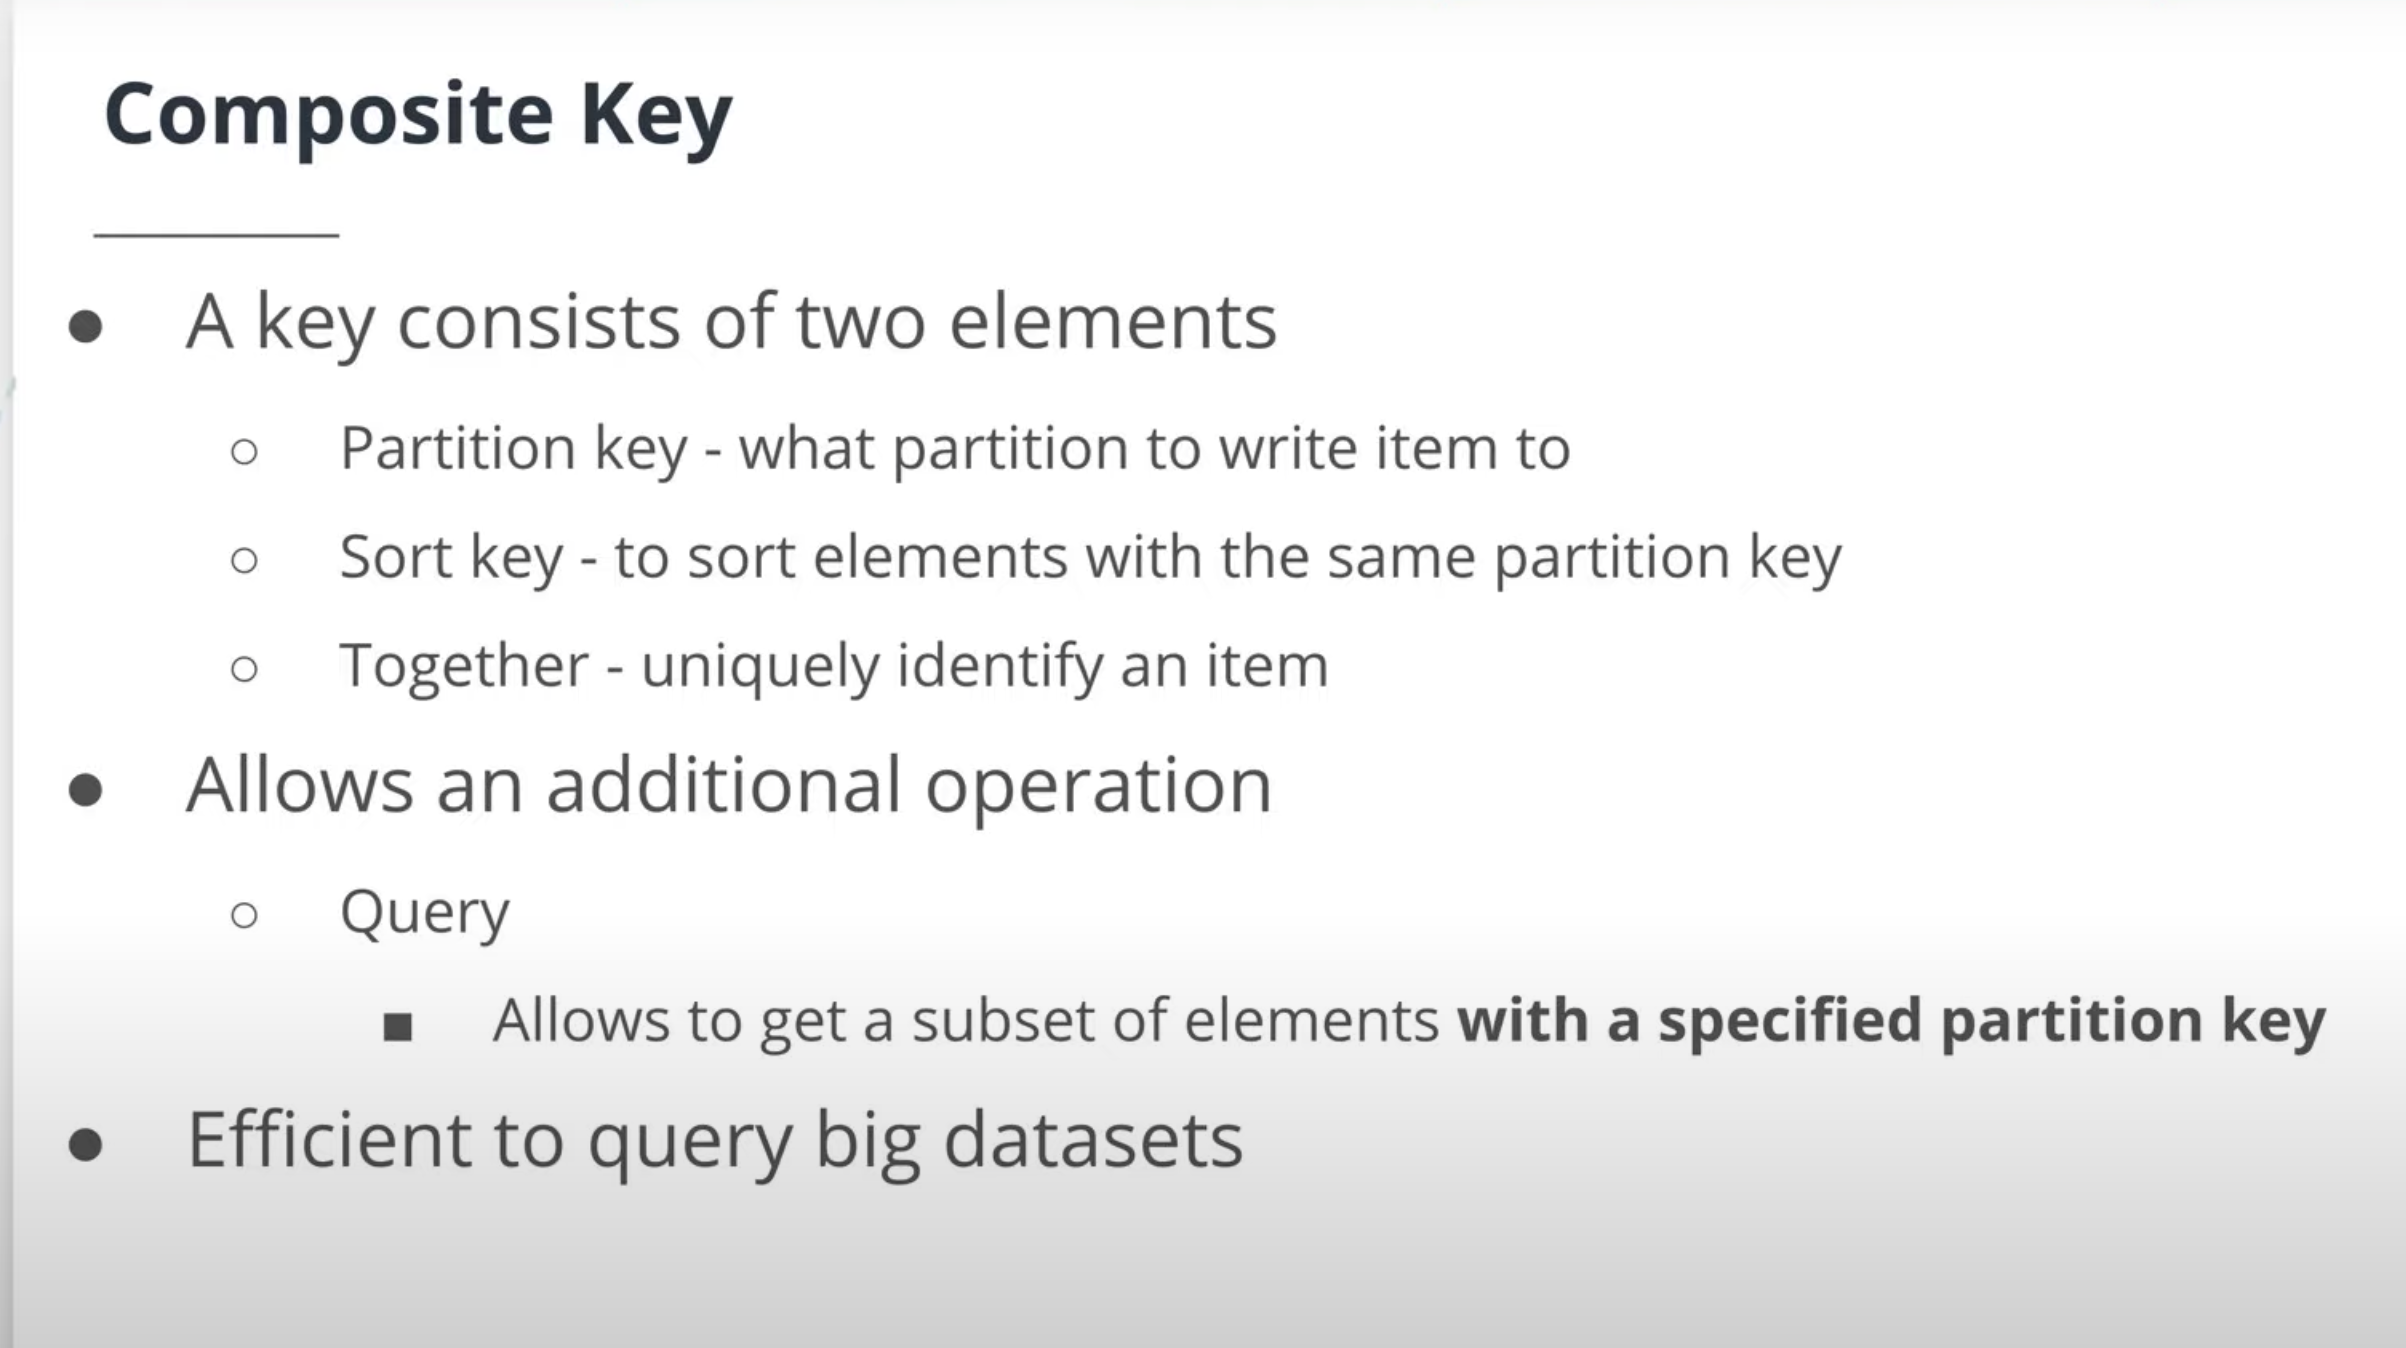 Composite Key
● A key consists of two elements
○ Partition key - what partition to write item to
○ Sort key - to sort elements with the same partition key
○ Together - uniquely identify an item
● Allows an additional operation
○ Query
■ Allows to get a subset of elements with a specified partition key
● Efficient to query big datasets